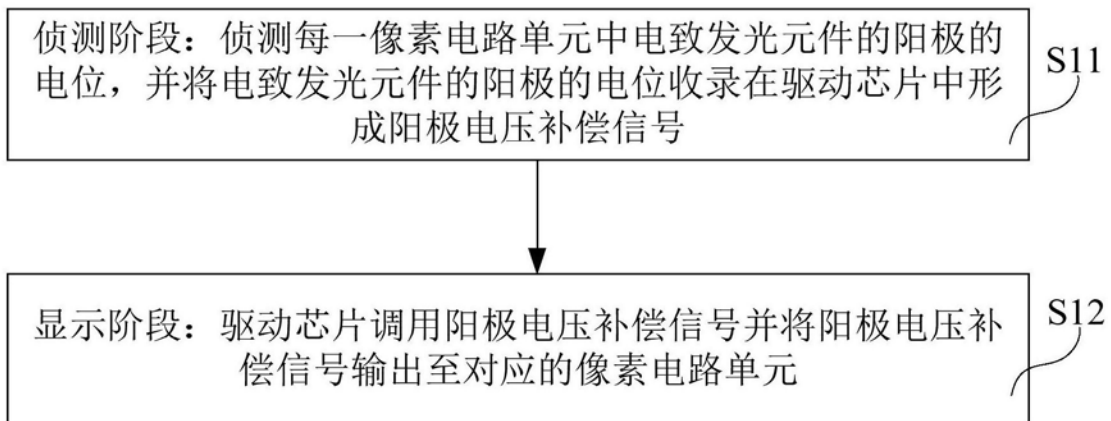 侦测阶段：侦测每一像素电路单元中电致发光元件的阳极的
电位，并将电致发光元件的阳极的电位收录在驱动芯片中形
成阳极电压补偿信号
S11
显示阶段：驱动芯片调用阳极电压补偿信号并将阳极电压补
偿信号输出至对应的像素电路单元
S12